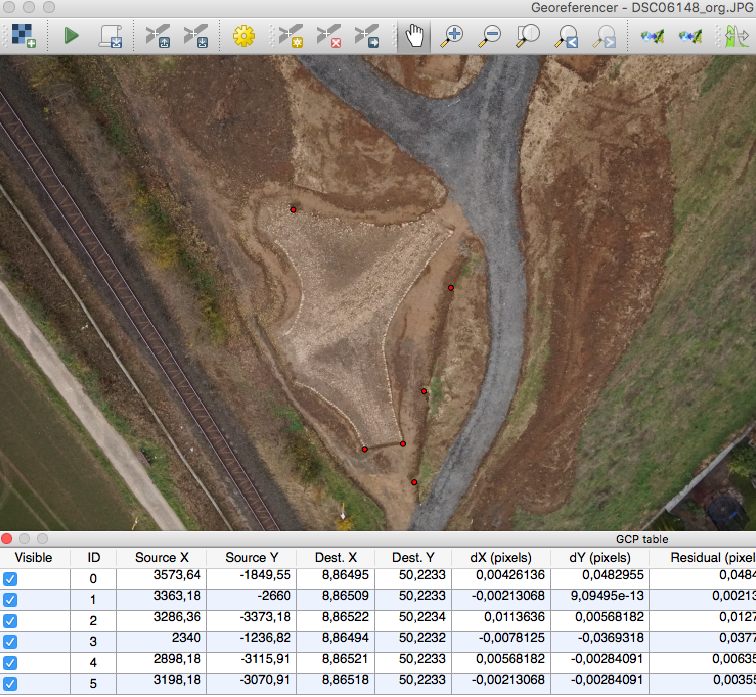 Georeferencer - DSC06148_org.JPG
GCP table
Visible ID Source X Source Y Dest. X Dest. Y dX (pixels) dY (pixels) Residual (pixel
0 3573,64 -1849,55 8,86495 50,2233 0,00426136 0,0482955 0,0484
1 3363,18 -2660 8,86509 50,2233 -0,00213068 9,09495e-13 0,00213
2 3286,36 -3373,18 8,86522 50,2234 0,0113636 0,00568182 0,0127
3 2340 -1236,82 8,86494 50,2232 -0,0078125 -0,0369318 0,0377
4 2898,18 -3115,91 8,86521 50,2233 0,00568182 -0,00284091 0,00635
5 3198,18 -3070,91 8,86518 50,2233 -0,00213068 -0,00284091 0,00355